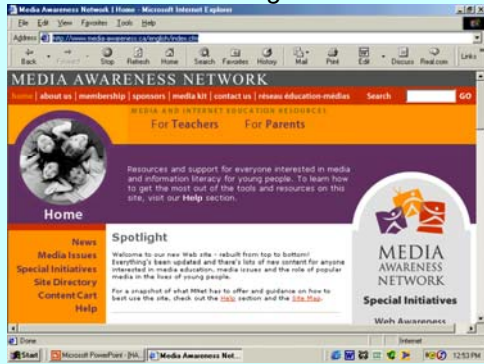 Media Awareness Network | Home - Microsoft Internet Explorer
File Edit View Favorites Tools Help
Address http://www.media-awareness.ca/english/index.cfm
Back Forward Stop Refresh Home Search Favorites History Mail Print Edit Discuss Real.com Links
MEDIA AWARENESS NETWORK
home | about us | membership | sponsors | media kit | contact us | réseau éducation-médias Search GO
MEDIA AND INTERNET EDUCATION RESOURCES
For Teachers For Parents
Resources and support for everyone interested in media
and information literacy for young people. To learn how
to get the most out of the tools and resources on this
site, visit our Help section.
Home
News
Media Issues
Special Initiatives
Site Directory
Content Cart
Help
Spotlight
Welcome to our new Web site - rebuilt from top to bottom!
Everything's been updated and there's lots of new content for anyone
interested in media education, media issues and the role of popular
media in the lives of young people.
For a snapshot of what MNet has to offer and guidance on how to
best use the site, check out the Help section and the Site Map.
MEDIA
AWARENESS
NETWORK
Special Initiatives
Web Awareness
Done Internet
Start Microsoft PowerPoint - [HA... Media Awareness Net... 12:53 PM